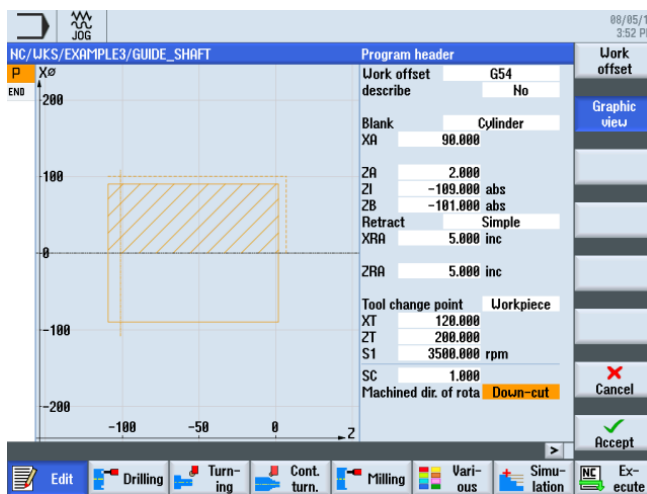 JOG
08/05/1
3:52 P
NC/WKS/EXAMPLE3/GUIDE_SHAFT
Program header
Work offset
P
END
XØ
200
100
0
-100
-200
-100
-50
0
Z
Work offset G54
describe No
Blank Cylinder
XA 90.000
ZA 2.000
ZI -109.000 abs
ZB -101.000 abs
Retract Simple
XRA 5.000 inc
ZRA 5.000 inc
Tool change point Workpiece
XT 120.000
ZT 200.000
S1 3500.000 rpm
SC 1.000
Machined dir. of rota Down-cut
Graphic
view
Cancel
Accept
>
Edit
Drilling
Turn-
ing
Cont.
turn.
Milling
Vari-
ous
Simu-
lation
NC
Ex-
ecute